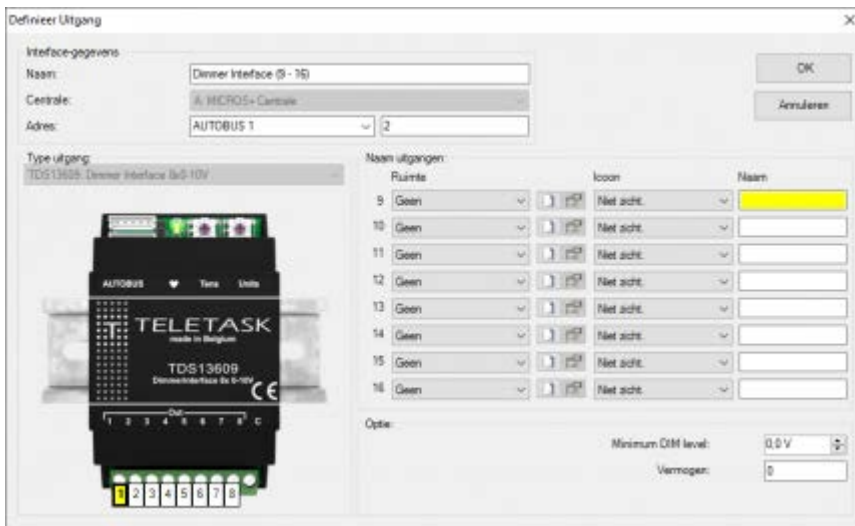 Definieer Uitgang
Interface-gegevens
Naam: Dimmer Interface (9 - 16)
OK
Centrale: A: MICROS+ Centrale
Annuleren
Adres: AUTOBUS 1 2
Type uitgang:
TDS13609: Dimmer Interface 8x0-10V
AUTOBUS Tens Units
TELETASK
made in Belgium
TDS13609
DimmerInterface 8x 0-10V
CE
Out
1 2 3 4 5 6 7 8 C
1 2 3 4 5 6 7 8
Naam uitgangen:
Ruimte Icoon Naam
9 Geen Niet zicht.
10 Geen Niet zicht.
11 Geen Niet zicht.
12 Geen Niet zicht.
13 Geen Niet zicht.
14 Geen Niet zicht.
15 Geen Niet zicht.
16 Geen Niet zicht.
Optie:
Minimum DIM level: 0,0 V
Vermogen: 0